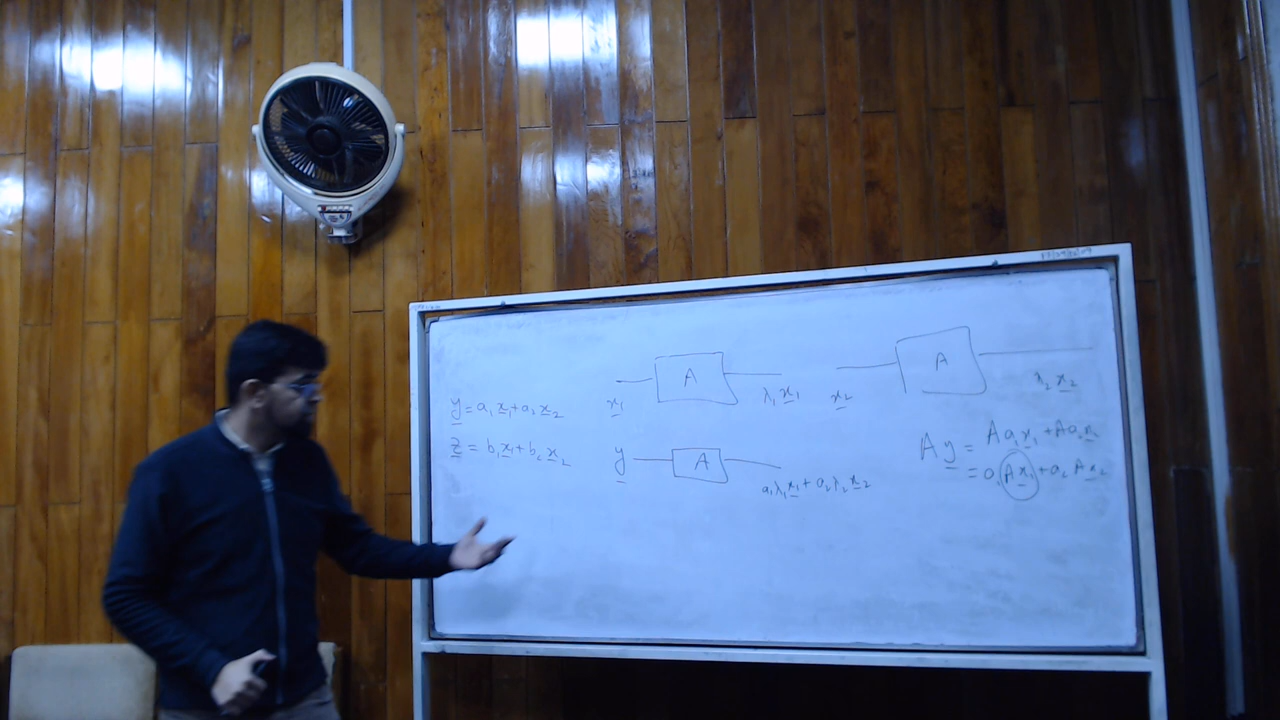 y = a₁x₁ + a₂x₂
z = b₁x₁ + b₂x₂
x₁ A λ₁x₁
x₂ A λ₂x₂
y A a₁λ₁x₁ + a₂λ₂x₂
Ay = Aa₁x₁ + Aa₂x₂
= a₁Ax₁ + a₂Ax₂